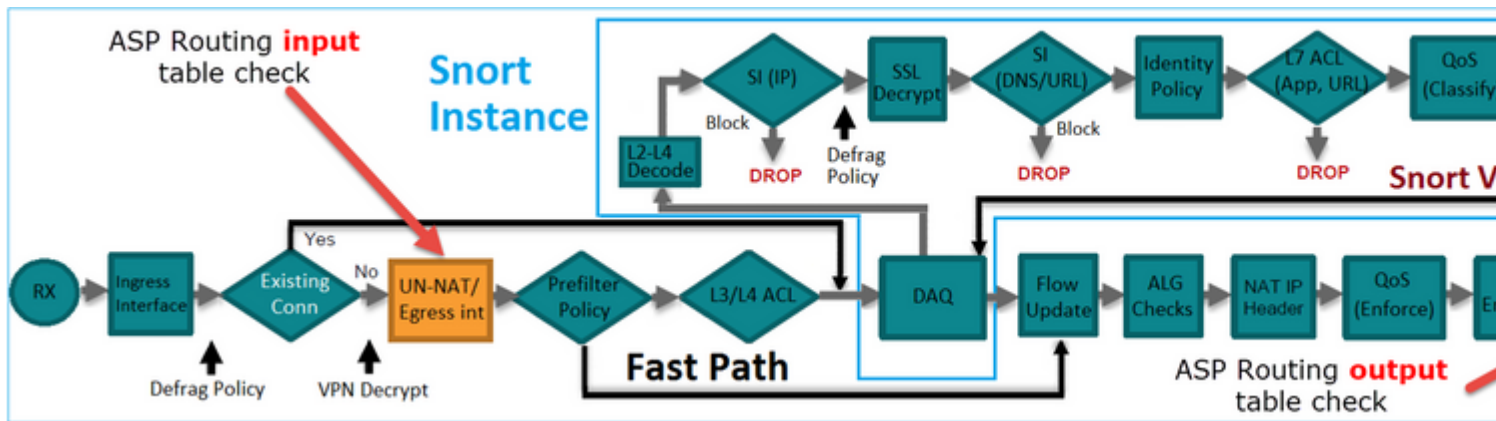 ASP Routing input
table check
Snort
Instance
SI (IP)
SSL
Decrypt
SI
(DNS/URL)
Identity
Policy
L7 ACL
(App, URL)
QoS
(Classify
Block
Block
L2-L4
Decode
DROP
Defrag
Policy
DROP
DROP
Snort V
Yes
RX
Ingress
Interface
Existing
Conn
No
UN-NAT/
Egress int
Prefilter
Policy
L3/L4 ACL
DAQ
Flow
Update
ALG
Checks
NAT IP
Header
QoS
(Enforce)
Defrag Policy
VPN Decrypt
Fast Path
ASP Routing output
table check